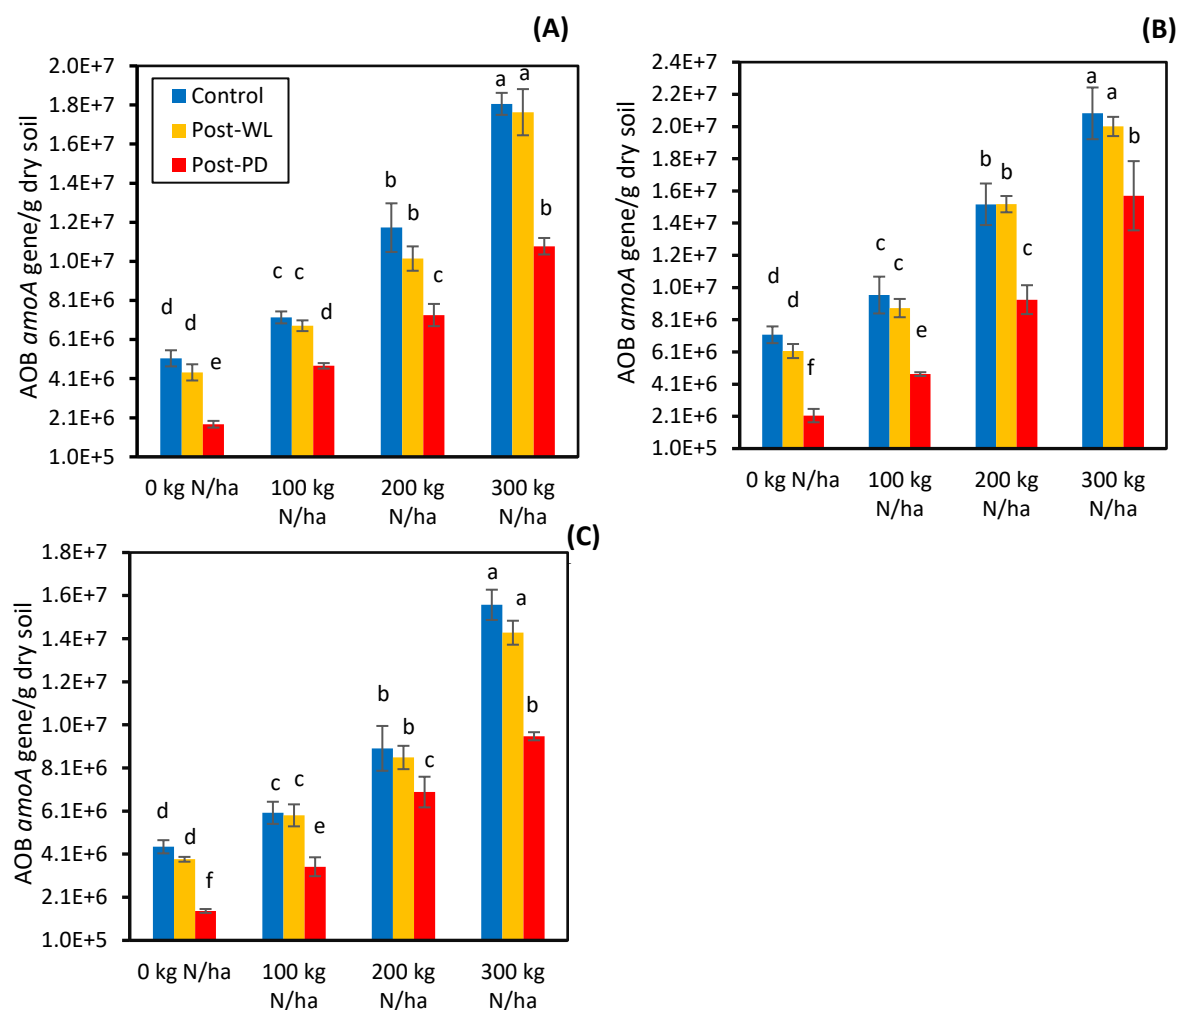 (A)
AOB amoA gene/g dry soil
2.0E+7
1.8E+7
1.6E+7
1.4E+7
1.2E+7
1.0E+7
8.1E+6
6.1E+6
4.1E+6
2.1E+6
1.0E+5
Control
Post-WL
Post-PD
d d e
c c d
b b c
a a b
0 kg N/ha
100 kg
N/ha
200 kg
N/ha
300 kg
N/ha
(B)
AOB amoA gene/g dry soil
2.4E+7
2.2E+7
2.0E+7
1.8E+7
1.6E+7
1.4E+7
1.2E+7
1.0E+7
8.1E+6
6.1E+6
4.1E+6
2.1E+6
1.0E+5
d d f
c c e
b b c
a a b
0 kg N/ha
100 kg
N/ha
200 kg
N/ha
300 kg
N/ha
(C)
AOB amoA gene/g dry soil
1.8E+7
1.6E+7
1.4E+7
1.2E+7
1.0E+7
8.1E+6
6.1E+6
4.1E+6
2.1E+6
1.0E+5
d d f
c c e
b b c
a a b
0 kg N/ha
100 kg
N/ha
200 kg
N/ha
300 kg
N/ha